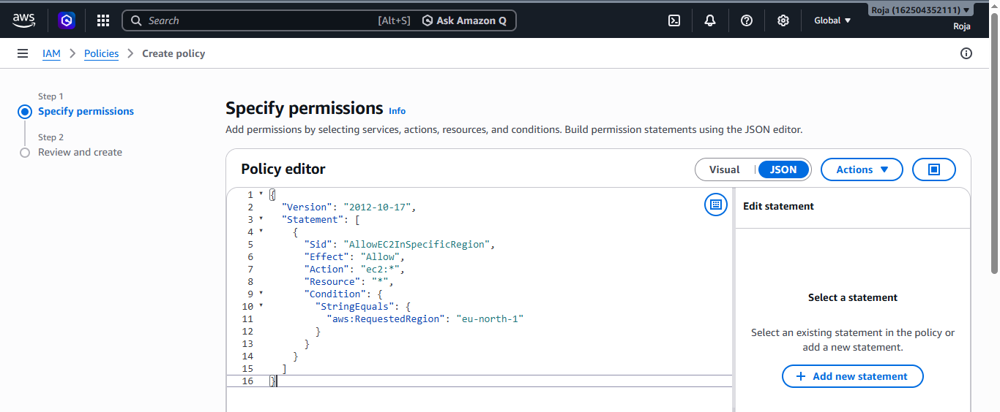 aws
Search [Alt+S] Ask Amazon Q
Global
Roja (162504352111)
Roja
IAM > Policies > Create policy
Step 1
Specify permissions
Step 2
Review and create
Specify permissions Info
Add permissions by selecting services, actions, resources, and conditions. Build permission statements using the JSON editor.
Policy editor
Visual | JSON
Actions
1 {
2 "Version": "2012-10-17",
3 "Statement": [
4 {
5 "Sid": "AllowEC2InSpecificRegion",
6 "Effect": "Allow",
7 "Action": "ec2:*",
8 "Resource": "*",
9 "Condition": {
10 "StringEquals": {
11 "aws:RequestedRegion": "eu-north-1"
12 }
13 }
14 }
15 ]
16 }
Edit statement
Select a statement
Select an existing statement in the policy or
add a new statement.
+ Add new statement